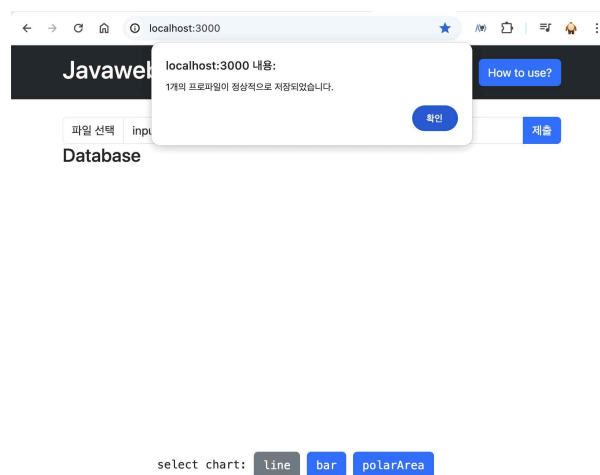 localhost:3000
Javaweb
How to use?
localhost:3000 내용:
1개의 프로파일이 정상적으로 저장되었습니다.
확인
파일 선택
inpu
제출
Database
select chart:
line
bar
polarArea